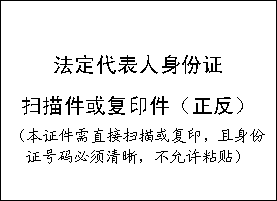 法定代表人身份证
扫描件或复印件（正反）
（本证件需直接扫描或复印，且身份
证号码必须清晰，不允许粘贴）